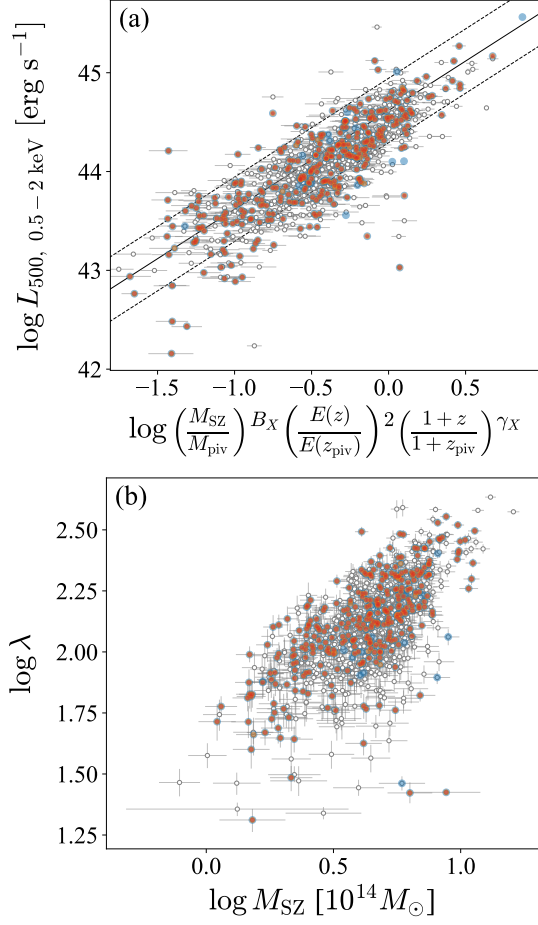 (a)
45
44
43
42
log L500, 0.5 − 2 keV [erg s−1]
−1.5 −1.0 −0.5 0.0 0.5
log (MSZ/Mpiv)^BX (E(z)/E(zpiv))^2 (1 + z/1 + zpiv)^γX
(b)
2.50
2.25
2.00
1.75
1.50
1.25
log λ
0.0 0.5 1.0
log MSZ [10^14 M⊙]